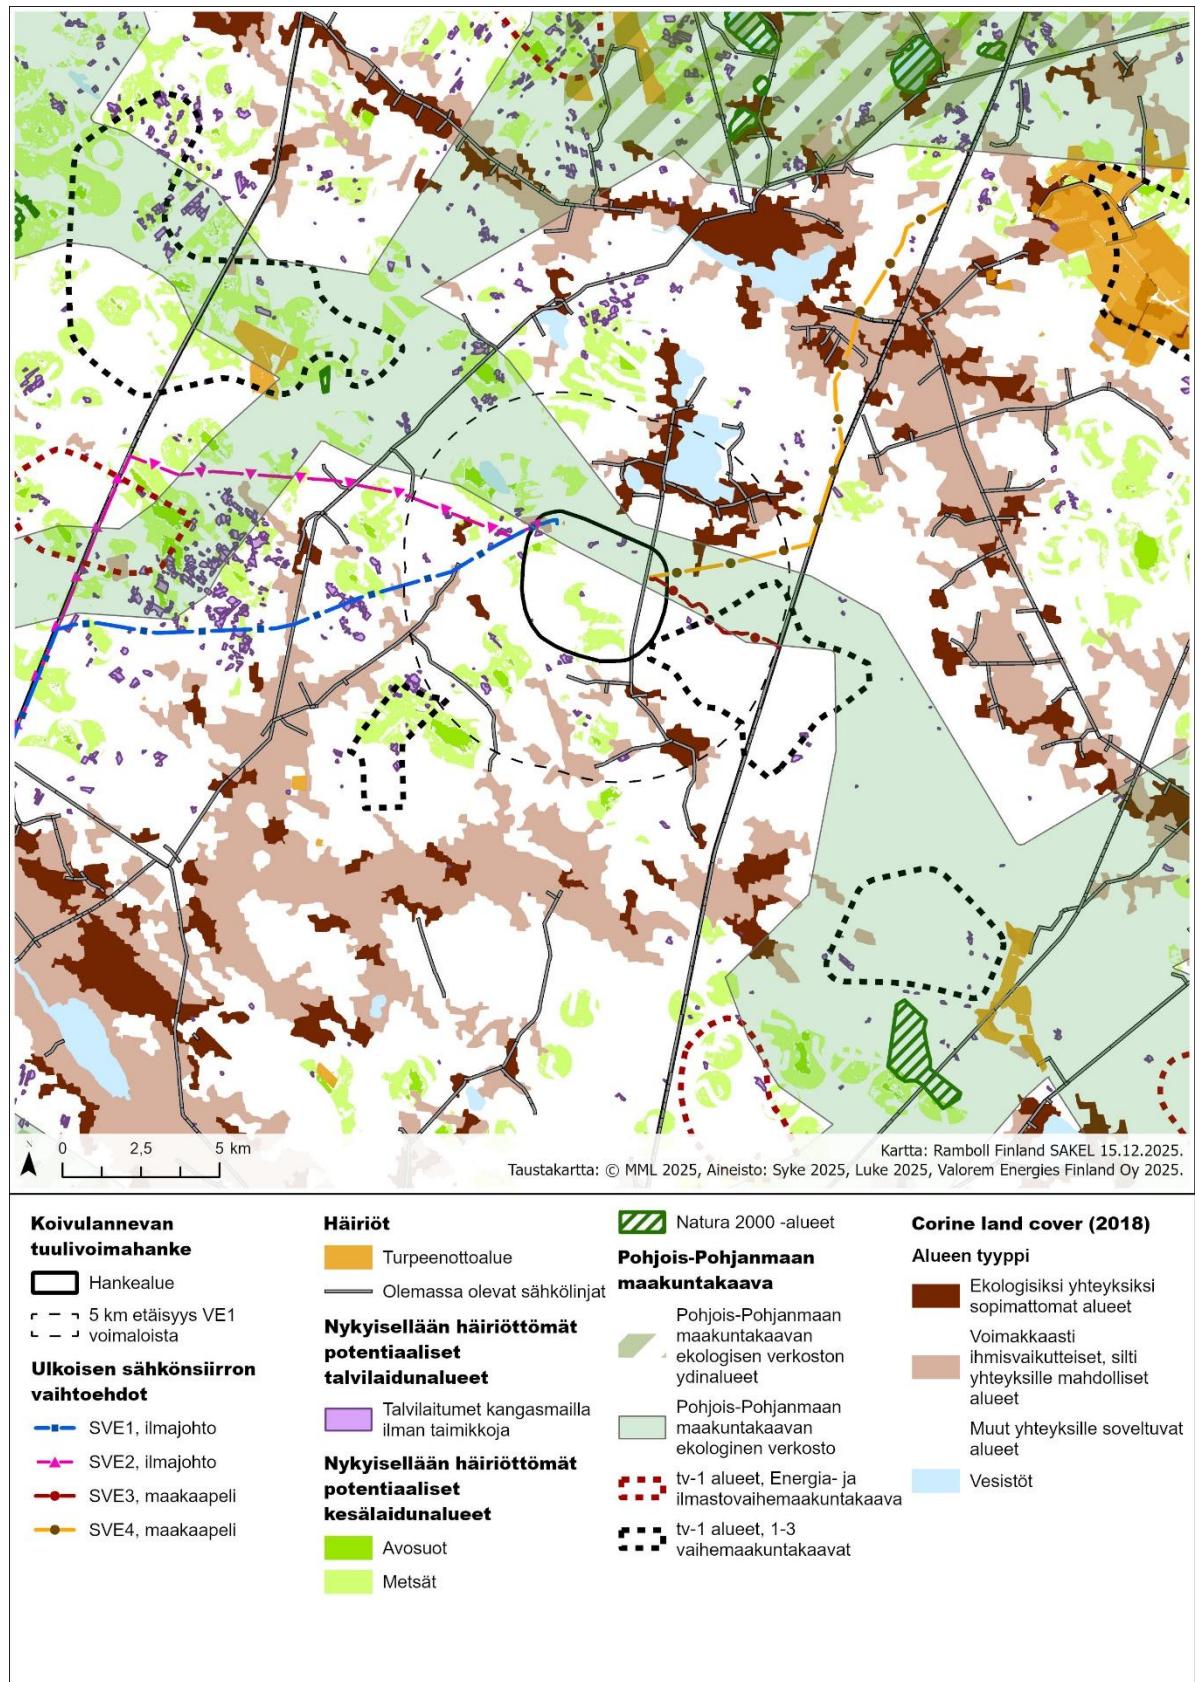 N
0
2,5
5 km
Kartta: Ramboll Finland SAKEL 15.12.2025.
Taustakartta: © MML 2025, Aineisto: Syke 2025, Luke 2025, Valorem Energies Finland Oy 2025.
Koivulannevan
tuulivoimahanke
Hankealue
5 km etäisyys VE1
voimaloista
Ulkoisen sähkönsiirron
vaihtoehdot
SVE1, ilmajohto
SVE2, ilmajohto
SVE3, maakaapeli
SVE4, maakaapeli
Häiriöt
Turpeenottoalue
Olemassa olevat sähkölinjat
Nykyisellään häiriöttömät
potentiaaliset
talvilaidunalueet
Talvilaitumet kangasmailla
ilman taimikkoja
Nykyisellään häiriöttömät
potentiaaliset
kesälaidunalueet
Avosuot
Metsät
Natura 2000 -alueet
Pohjois-Pohjanmaan
maakuntakaava
Pohjois-Pohjanmaan
maakuntakaavan
ekologisen verkoston
ydinalueet
Pohjois-Pohjanmaan
maakuntakaavan
ekologinen verkosto
tv-1 alueet, Energia- ja
ilmastovaihemaakuntakaava
tv-1 alueet, 1-3
vaihemaakuntakaavat
Corine land cover (2018)
Alueen tyyppi
Ekologisiksi yhteyksiksi
sopimattomat alueet
Voimakkaasti
ihmisvaikutteiset, silti
yhteyksille mahdolliset
alueet
Muut yhteyksille soveltuvat
alueet
Vesistöt